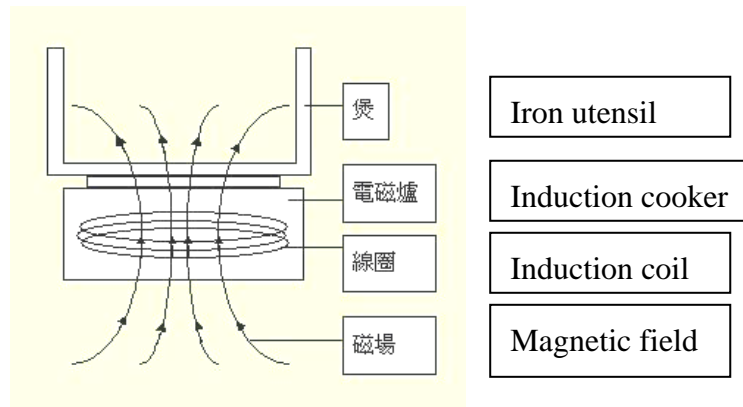 煲 Iron utensil
電磁爐 Induction cooker
線圈 Induction coil
磁場 Magnetic field